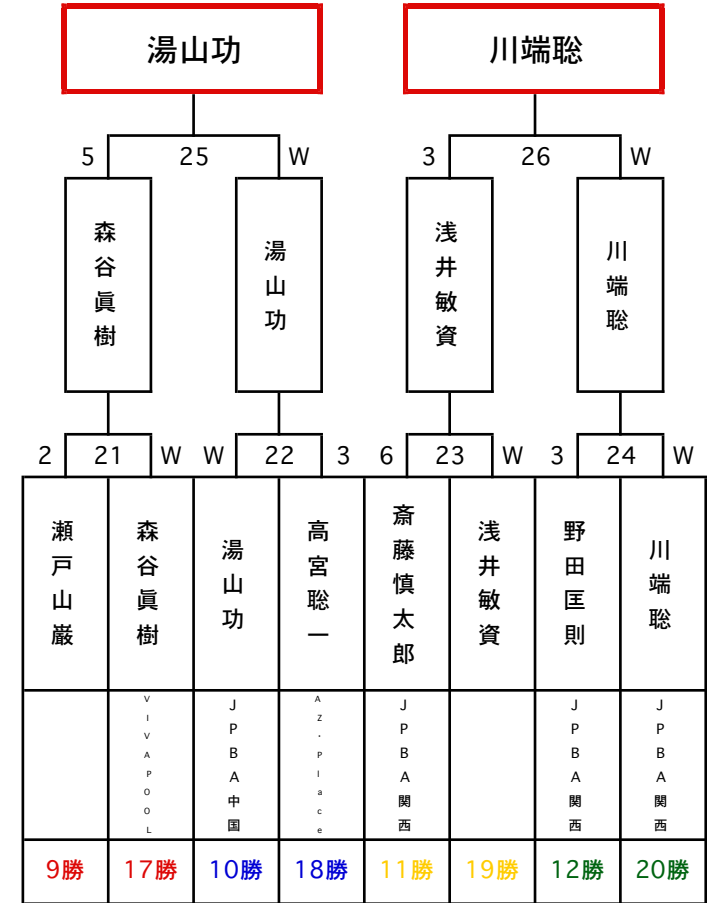 湯山功 川端聡
5 25 W 3 26 W
森谷眞樹 湯山功 浅井敏資 川端聡
2 21 W W 22 3 6 23 W 3 24 W
瀬戸山巌 森谷眞樹 湯山功 高宮聡一 斎藤慎太郎 浅井敏資 野田匡則 川端聡
VIVAPOOL JPBA中国 AZ・Place JPBA関西 JPBA関西 JPBA関西
9勝 17勝 10勝 18勝 11勝 19勝 12勝 20勝